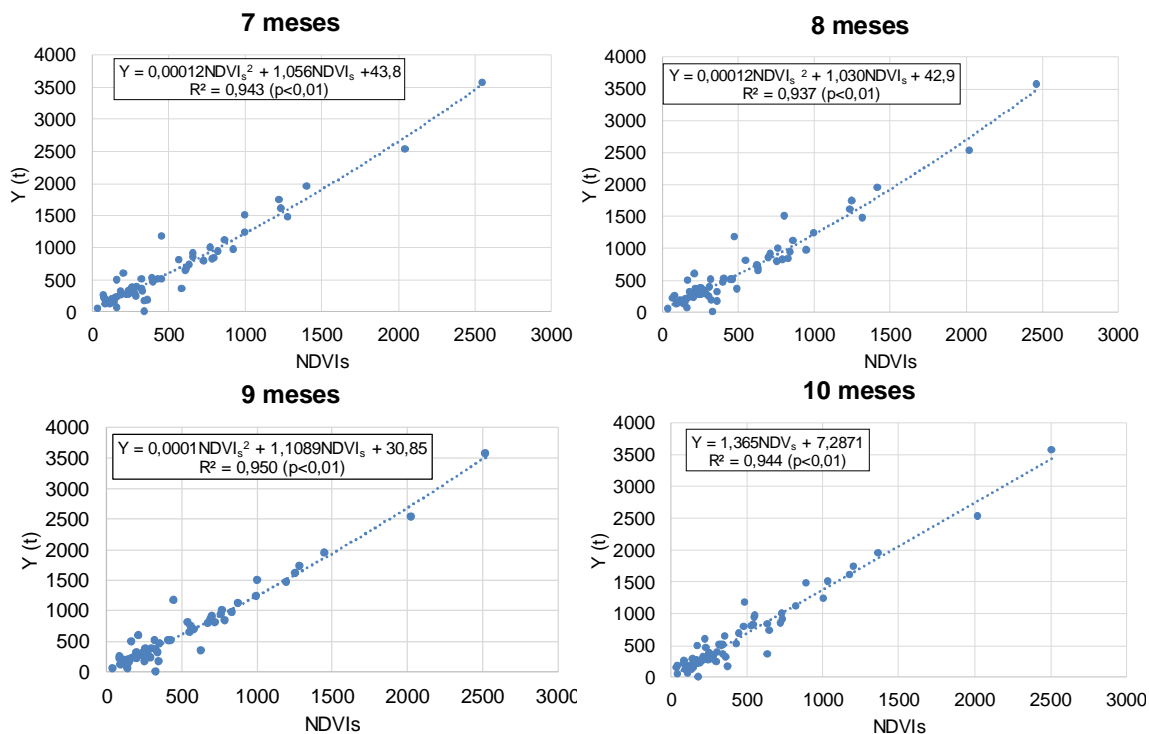 7 meses
Y = 0,00012NDVIₛ² + 1,056NDVIₛ +43,8
R² = 0,943 (p<0,01)
4000
3500
3000
2500
2000
1500
1000
500
0
Y (t)
0 500 1000 1500 2000 2500 3000
NDVIs
8 meses
Y = 0,00012NDVIₛ ² + 1,030NDVIₛ + 42,9
R² = 0,937 (p<0,01)
4000
3500
3000
2500
2000
1500
1000
500
0
Y (t)
0 500 1000 1500 2000 2500 3000
NDVIs
9 meses
Y = 0,0001NDVIₛ² + 1,1089NDVIₛ + 30,85
R² = 0,950 (p<0,01)
4000
3500
3000
2500
2000
1500
1000
500
0
Y (t)
0 500 1000 1500 2000 2500 3000
NDVIs
10 meses
Y = 1,365NDVₛ + 7,2871
R² = 0,944 (p<0,01)
4000
3500
3000
2500
2000
1500
1000
500
0
Y (t)
0 500 1000 1500 2000 2500 3000
NDVIs